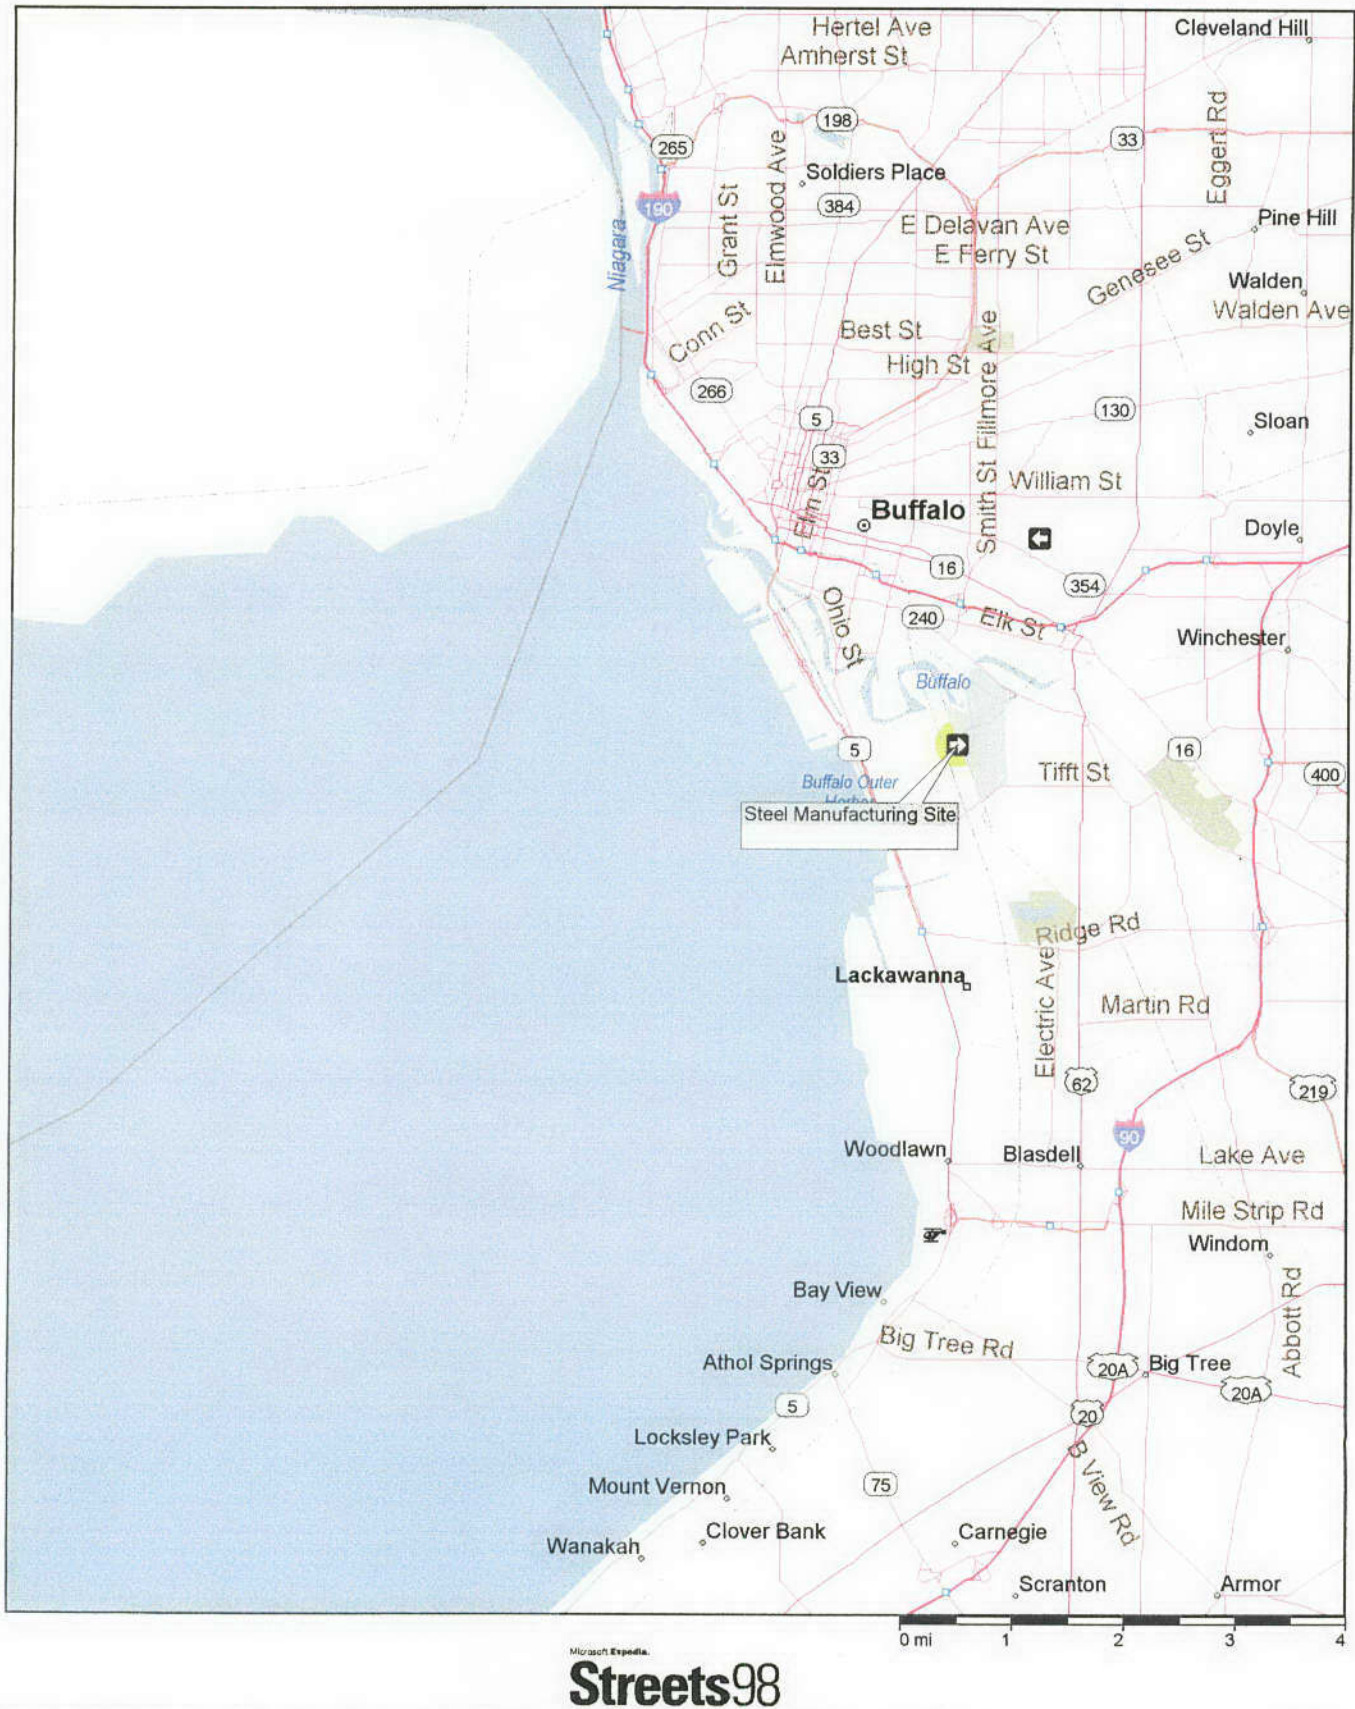 Hertel Ave
Cleveland Hill
Amherst St
198
33
265
Eggert Rd
Elmwood Ave
Soldiers Place
Grant St
190
384
Pine Hill
E Delavan Ave
E Ferry St
Niagara
Genesee St
Walden
Walden Ave
Conn St
Best St
High St
Smith St Fillmore Ave
266
5
130
Sloan
33
Elm St
William St
Buffalo
Doyle
16
354
Ohio St
240
Elk St
Winchester
Buffalo
5
16
Tifft St
400
Buffalo Outer
Steel Manufacturing Site
Ridge Rd
Lackawanna
Electric Ave
Martin Rd
62
219
90
Woodlawn
Blasdell
Lake Ave
Mile Strip Rd
Windom
Bay View
Abbott Rd
Big Tree Rd
Athol Springs
20A
Big Tree
20A
5
20
Locksley Park
B View Rd
75
Mount Vernon
Clover Bank
Carnegie
Wanakah
Scranton
Armor
0 mi 1 2 3 4
Microsoft Expedia.
Streets98